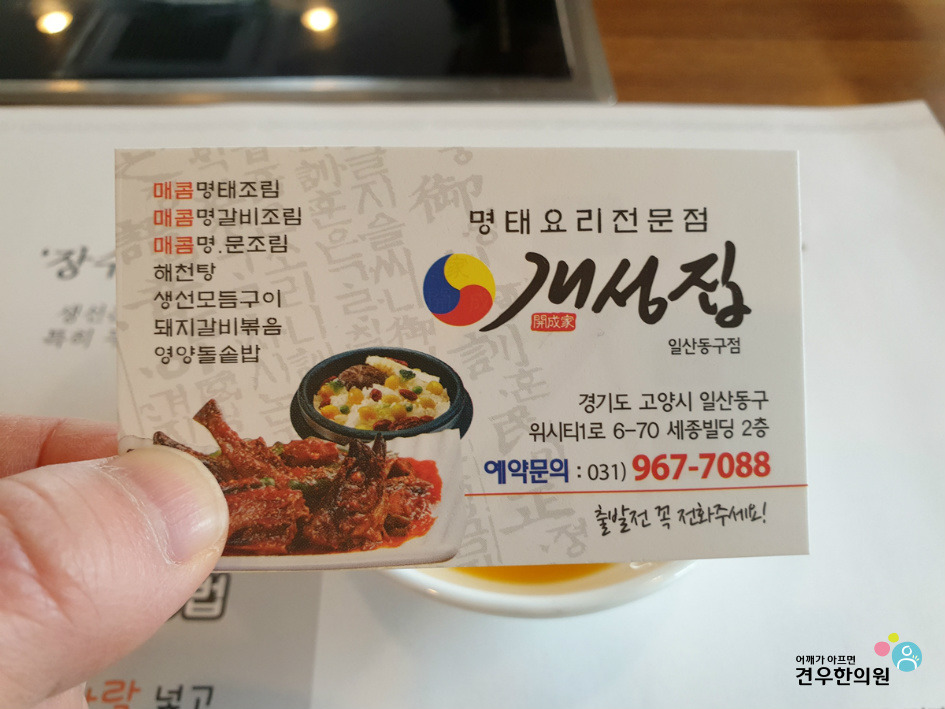 매콤명태조림
매콤명갈비조림
매콤명.문조림
해천탕
생선모듬구이
돼지갈비볶음
영양돌솥밥
명태요리전문점
개성집
開成家
일산동구점
경기도 고양시 일산동구
위시티1로 6-70 세종빌딩 2층
예약문의 : 031) 967-7088
출발전 꼭 전화주세요!
넣고
어깨가 아프면
견우한의원